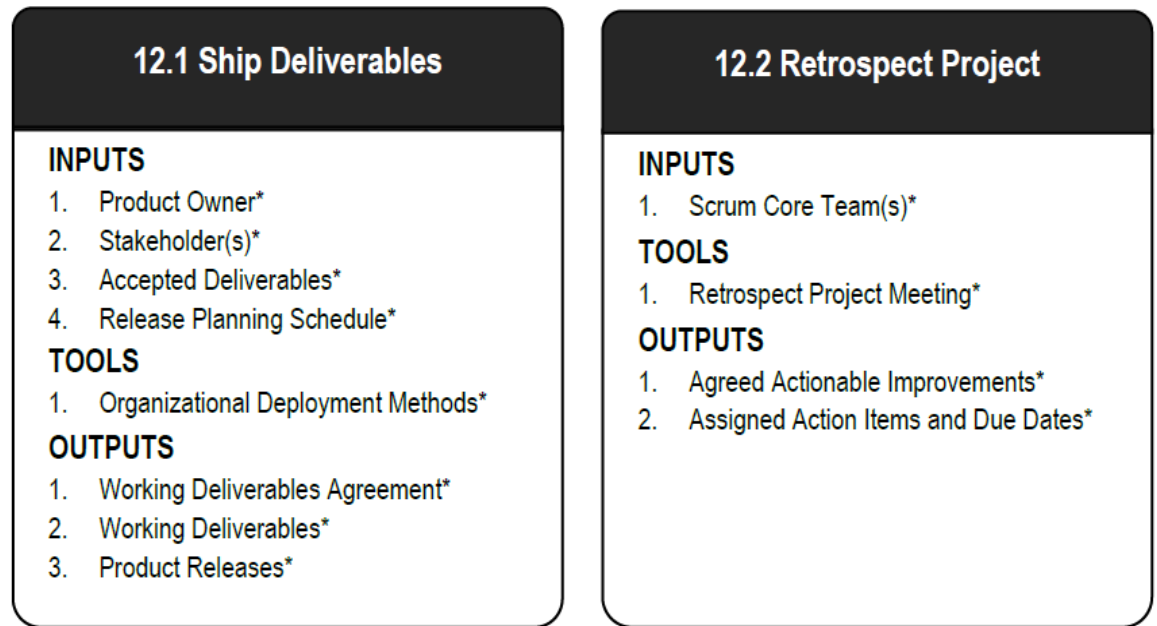 12.1 Ship Deliverables
INPUTS
1. Product Owner*
2. Stakeholder(s)*
3. Accepted Deliverables*
4. Release Planning Schedule*
TOOLS
1. Organizational Deployment Methods*
OUTPUTS
1. Working Deliverables Agreement*
2. Working Deliverables*
3. Product Releases*
12.2 Retrospect Project
INPUTS
1. Scrum Core Team(s)*
TOOLS
1. Retrospect Project Meeting*
OUTPUTS
1. Agreed Actionable Improvements*
2. Assigned Action Items and Due Dates*